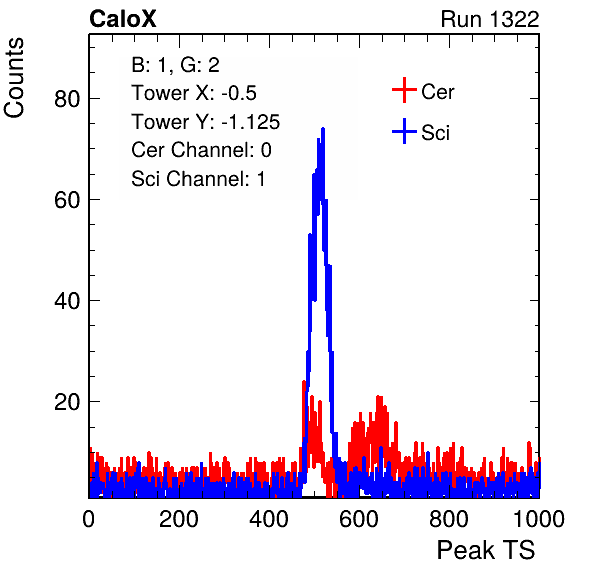 CaloX Run 1322
Counts
B: 1, G: 2
Tower X: -0.5
Tower Y: -1.125
Cer Channel: 0
Sci Channel: 1
Cer
Sci
80
60
40
20
0 200 400 600 800 1000
Peak TS